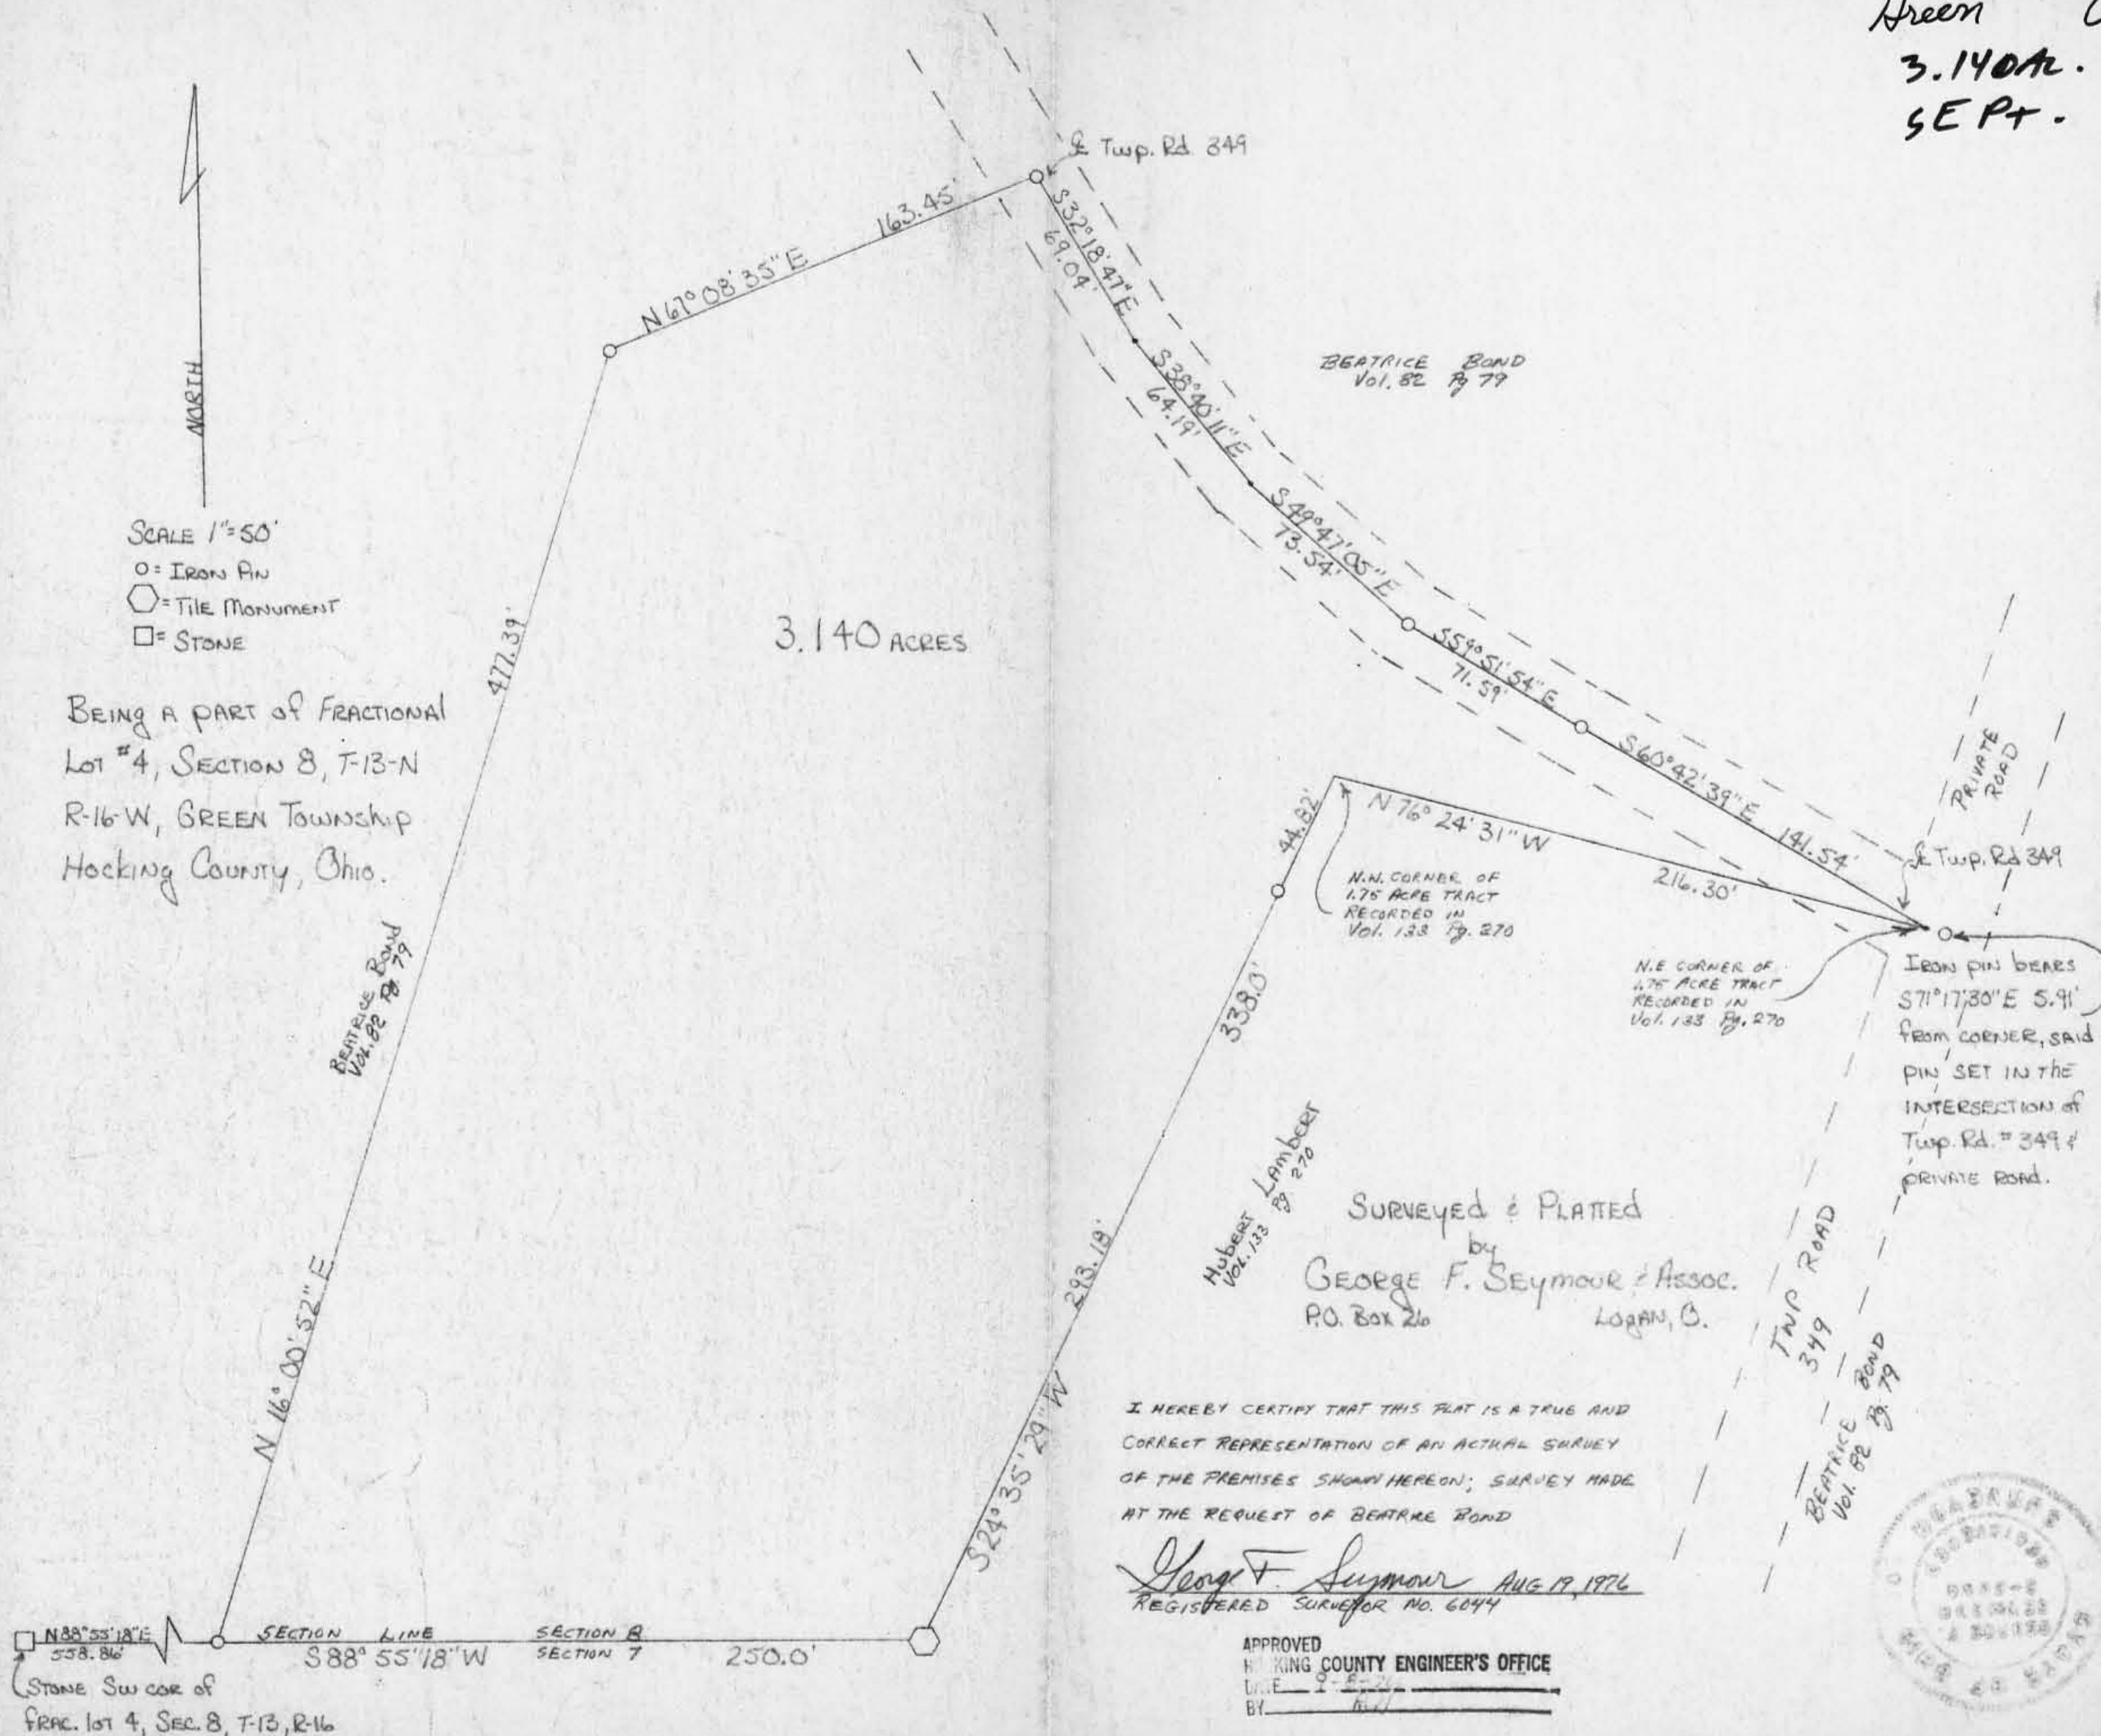 Green
3.140 Ac.
SEPt.
NORTH
SCALE 1"=50'
O= IRON PIN
= TILE MONUMENT
□= STONE
BEING A PART of FRACTIONAL
LOT #4, SECTION 8, T-13-N
R-16-W, GREEN TOWNSHIP
HOCKING COUNTY, OHIO.
℄ Twp. Rd. 349
163.45'
N 67° 08' 35" E
S32°18'47"E
69.04'
S38°40'11"E
64.19'
S49°47'05"E
73.54'
S59°51'54"E
71.59'
S60°42'39"E
141.54'
BEATRICE BOND
Vol. 82 Pg 79
477.39'
3.140 ACRES
PRIVATE
ROAD
℄ Twp. Rd 349
44.82'
N 76° 24' 31" W
216.30'
N.W. CORNER OF
1.75 ACRE TRACT
RECORDED IN
Vol. 133 Pg. 270
N.E CORNER OF
1.75 ACRE TRACT
RECORDED IN
Vol. 133 Pg. 270
IRON PIN bEARS
S71°17'30"E 5.91'
from CORNER, SAId
PIN SET IN ThE
INTERSECTION of
Twp. Rd. #349 &
PRIVATE ROAd.
BEATRICE BOND
VOL. 82 Pg. 79
338.0'
HUBERT LAMBERT
VOL. 133 Pg 270
293.18'
N 16° 00' 52" E
S24° 35' 29" W
SURVEYED & PLATTED
by
GEORGE F. SEYMOUR & ASSOC.
P.O. BOX 26 LOGAN, O.
TWP ROAD
349
BEATRICE BOND
VOL. 82 Pg. 79
I HEREBY CERTIFY THAT THIS PLAT IS A TRUE AND
CORRECT REPRESENTATION OF AN ACTUAL SURVEY
OF THE PREMISES SHOWN HEREON; SURVEY MADE
AT THE REQUEST OF BEATRICE BOND
George F. Seymour AUG 19, 1976
REGISTERED SURVEYOR NO. 6044
APPROVED
KING COUNTY ENGINEER'S OFFICE
BY
N88°55'18"E
558.86'
SECTION LINE SECTION 8
S88° 55' 18" W SECTION 7 250.0'
STONE SW COR of
FRAC. LOT 4, SEC. 8, T-13, R-16